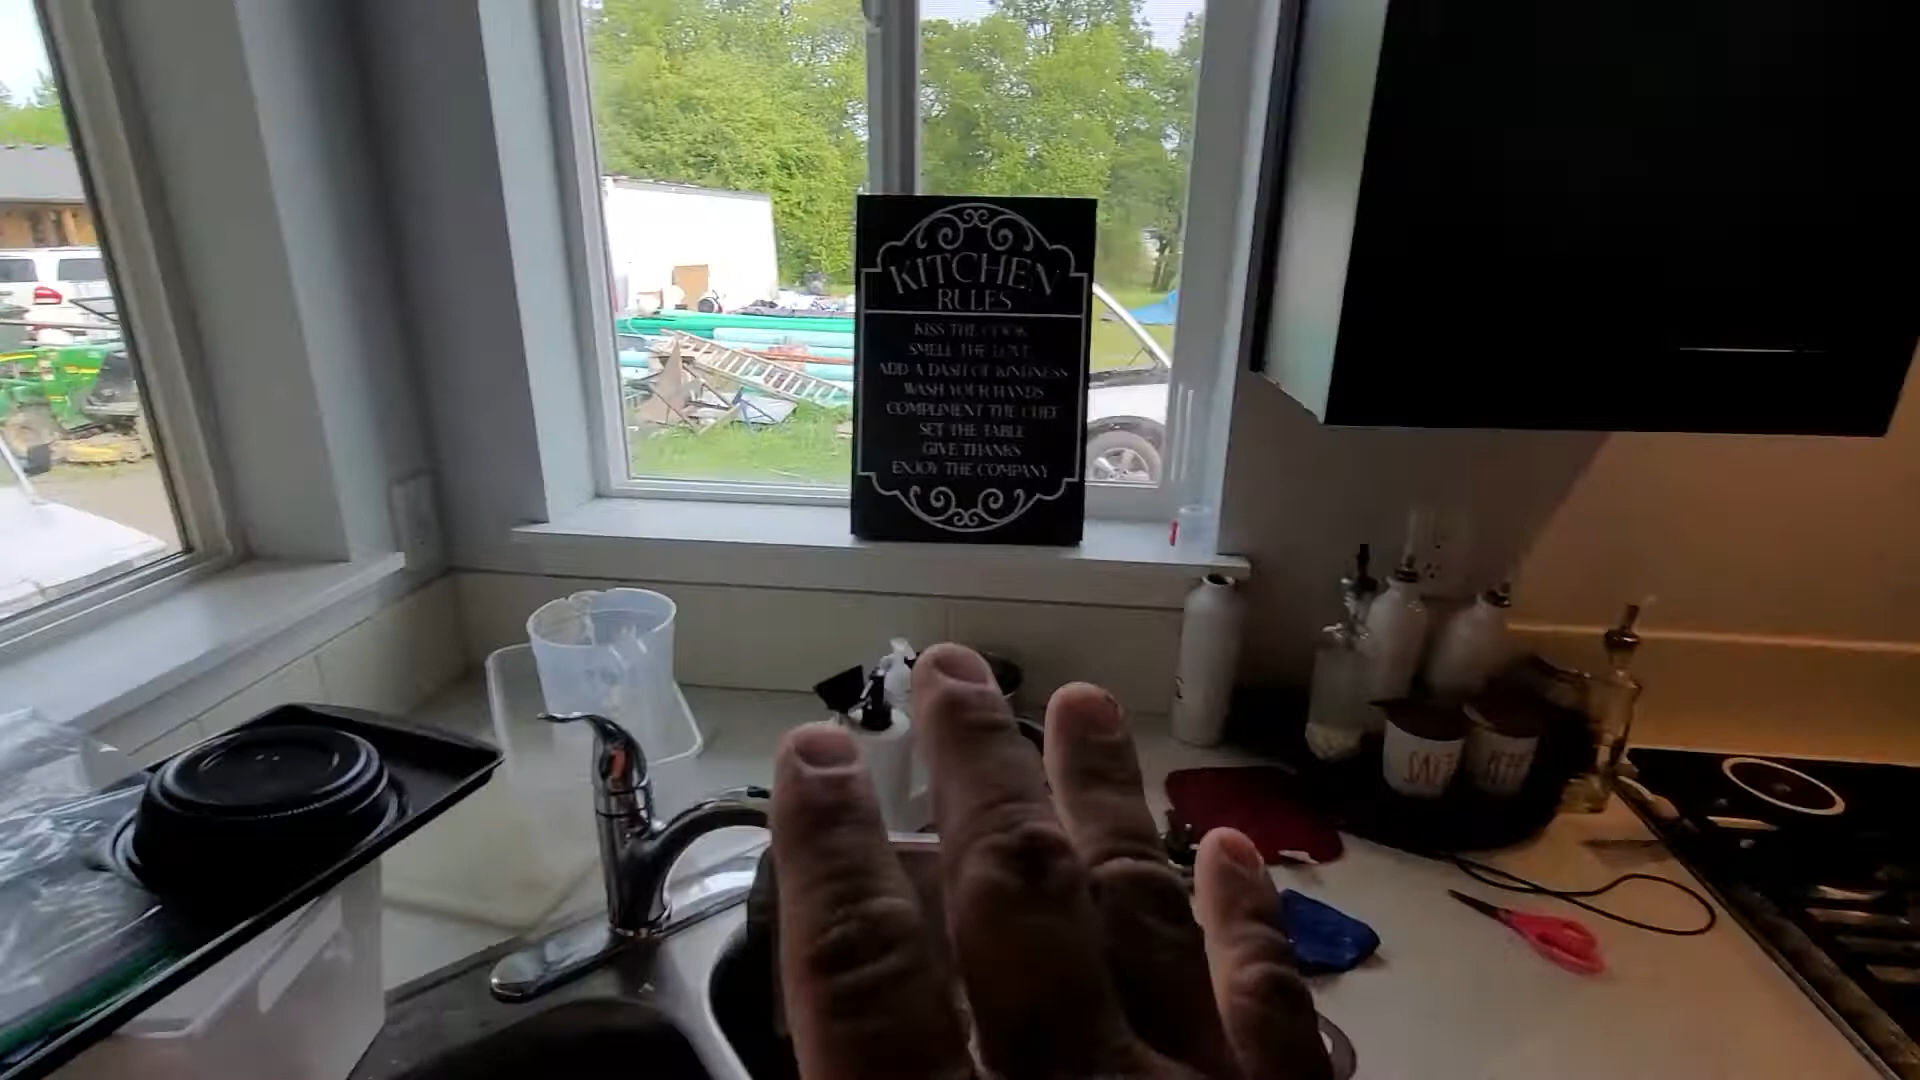 KITCHEN
RULES
KISS THE COOK
SMELL THE LOVE
ADD A DASH OF KINDNESS
WASH YOUR HANDS
COMPLIMENT THE CHEF
SET THE TABLE
GIVE THANKS
ENJOY THE COMPANY
SALT